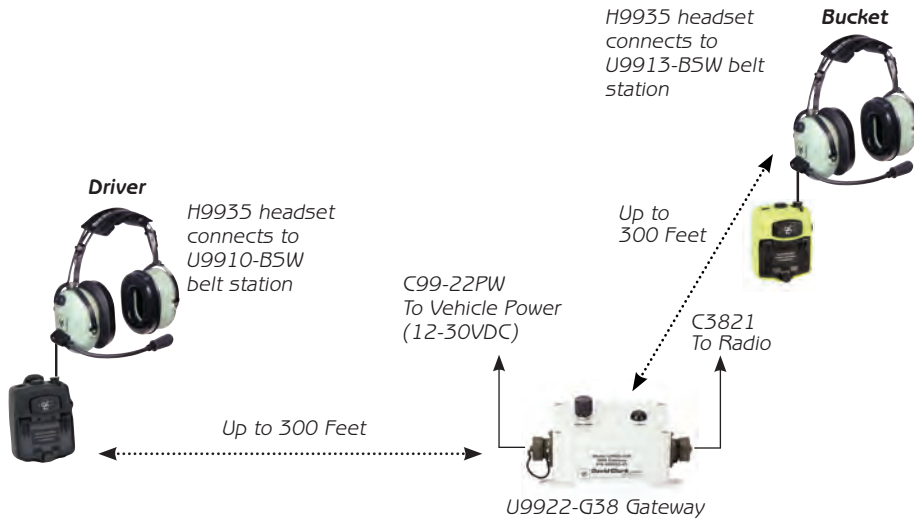 H9935 headset
connects to
U9913-BSW belt
station
Bucket
Driver
H9935 headset
connects to
U9910-BSW
belt station
Up to
300 Feet
C99-22PW
To Vehicle Power
(12-30VDC)
C3821
To Radio
Up to 300 Feet
David Clark
U9922-G38 Gateway